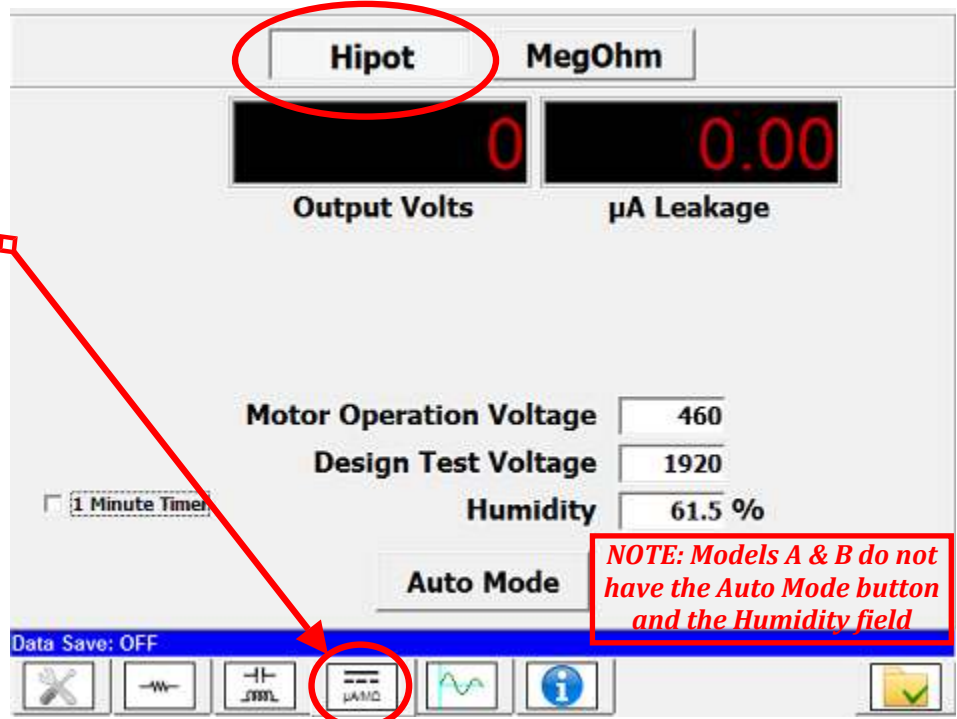 Hipot MegOhm
0 0.00
Output Volts µA Leakage
Motor Operation Voltage 460
Design Test Voltage 1920
1 Minute Timer Humidity 61.5 %
Auto Mode
NOTE: Models A & B do not
have the Auto Mode button
and the Humidity field
Data Save: OFF
µA/MΩ